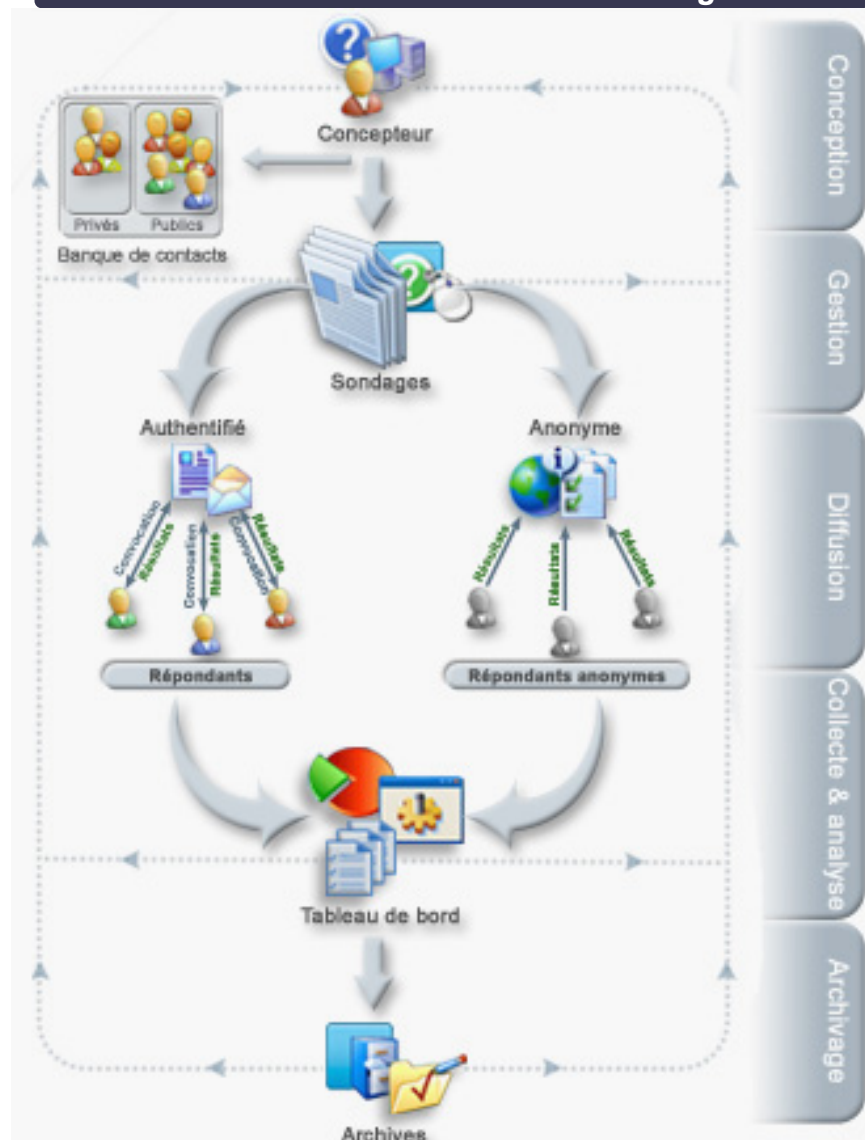 Concepteur
Privés
Publics
Banque de contacts
Sondages
Authentifié
Anonyme
Convocation
Résultats
Convocation
Résultats
Résultats
Convocation
Résultats
Résultats
Résultats
Répondants
Répondants anonymes
Tableau de bord
Archives
Conception
Gestion
Diffusion
Collecte & analyse
Archivage